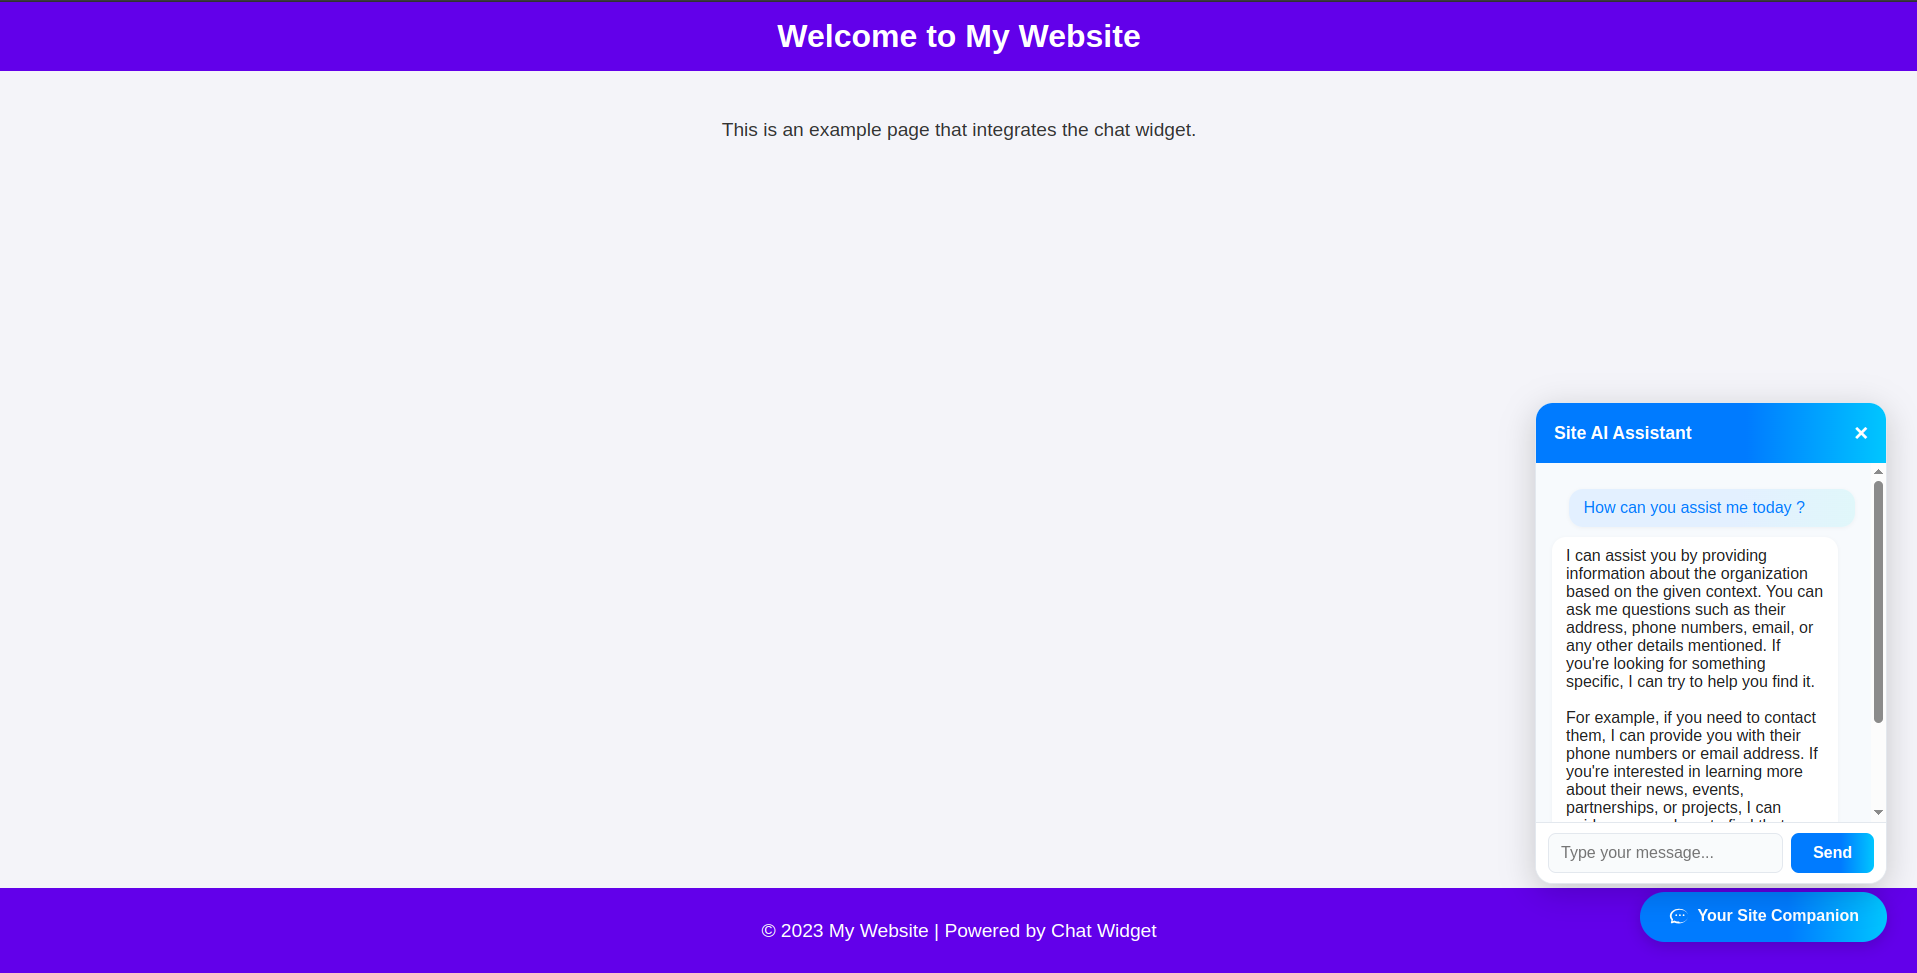 Welcome to My Website
This is an example page that integrates the chat widget.
Site AI Assistant ×
How can you assist me today ?
I can assist you by providing
information about the organization
based on the given context. You can
ask me questions such as their
address, phone numbers, email, or
any other details mentioned. If
you're looking for something
specific, I can try to help you find it.
For example, if you need to contact
them, I can provide you with their
phone numbers or email address. If
you're interested in learning more
about their news, events,
partnerships, or projects, I can
Type your message...
Send
Your Site Companion
© 2023 My Website | Powered by Chat Widget